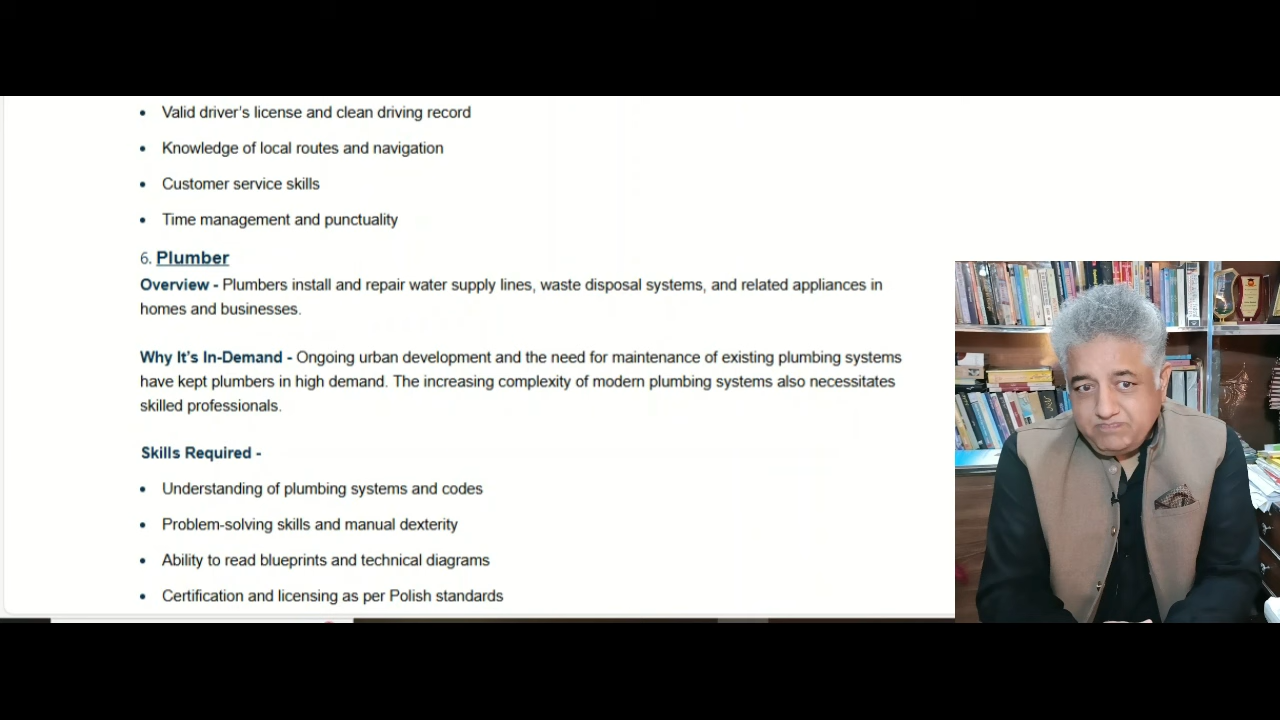 • Valid driver's license and clean driving record
• Knowledge of local routes and navigation
• Customer service skills
• Time management and punctuality
6. Plumber
Overview - Plumbers install and repair water supply lines, waste disposal systems, and related appliances in
homes and businesses.
Why It's In-Demand - Ongoing urban development and the need for maintenance of existing plumbing systems
have kept plumbers in high demand. The increasing complexity of modern plumbing systems also necessitates
skilled professionals.
Skills Required -
• Understanding of plumbing systems and codes
• Problem-solving skills and manual dexterity
• Ability to read blueprints and technical diagrams
• Certification and licensing as per Polish standards